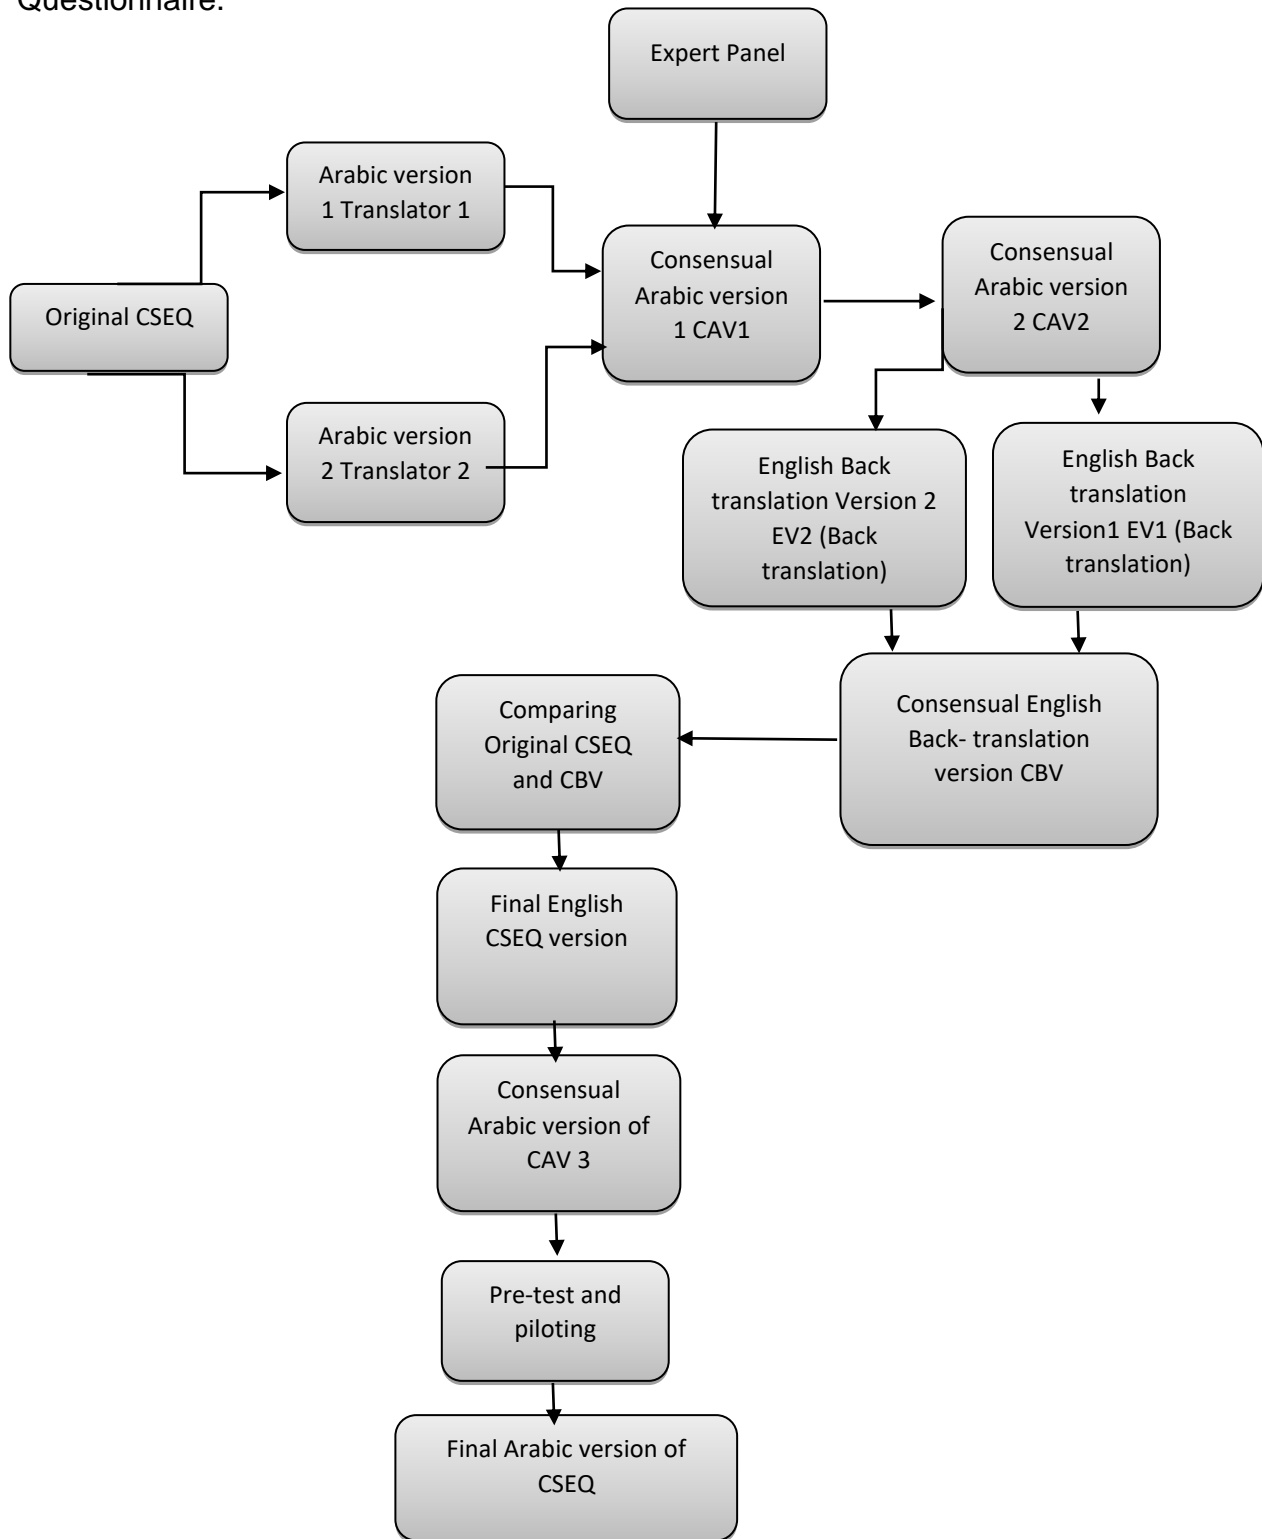 Questionnaire.
Expert Panel
Arabic version
1 Translator 1
Original CSEQ
Arabic version
2 Translator 2
Consensual
Arabic version
1 CAV1
Consensual
Arabic version
2 CAV2
English Back
translation Version 2
EV2 (Back
translation)
English Back
translation
Version1 EV1 (Back
translation)
Consensual English
Back- translation
version CBV
Comparing
Original CSEQ
and CBV
Final English
CSEQ version
Consensual
Arabic version of
CAV 3
Pre-test and
piloting
Final Arabic version of
CSEQ